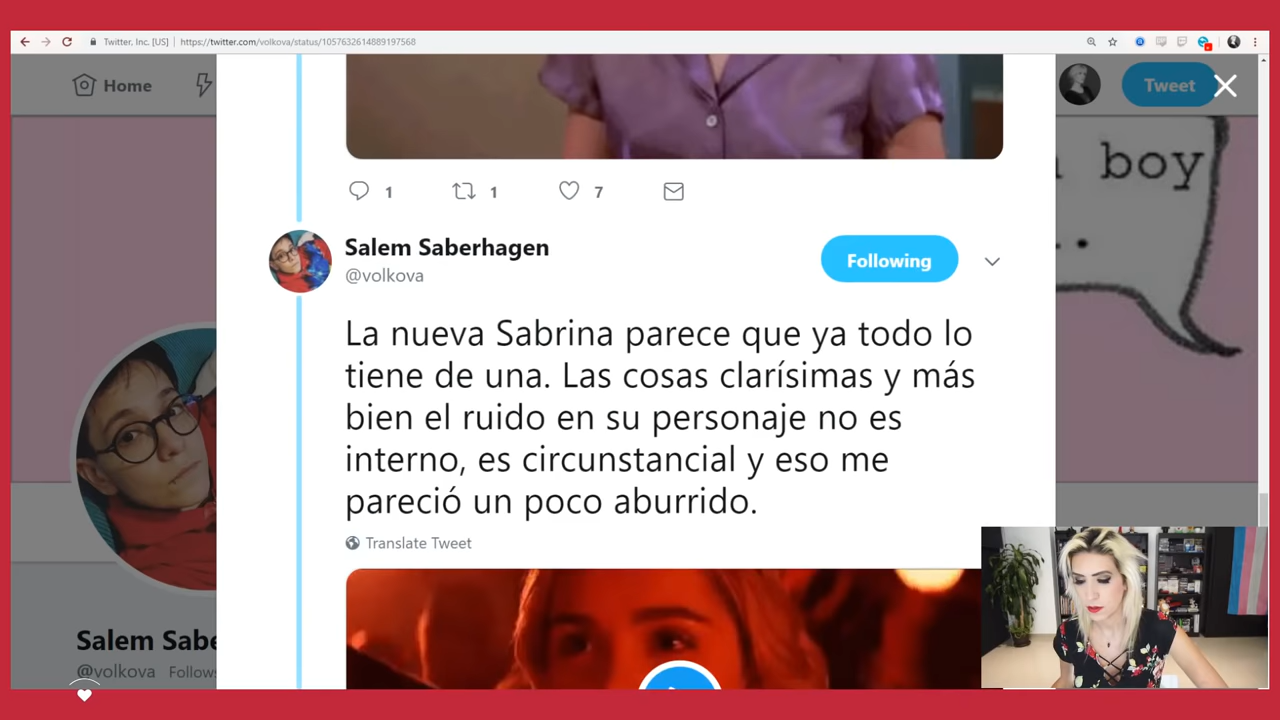 Twitter, Inc. [US] https://twitter.com/volkova/status/1057632614889197568
Home
Tweet
boy
..
1 1 7
Salem Saberhagen
@volkova
Following
La nueva Sabrina parece que ya todo lo
tiene de una. Las cosas clarísimas y más
bien el ruido en su personaje no es
interno, es circunstancial y eso me
pareció un poco aburrido.
Translate Tweet
Salem Sabe
@volkova Follows